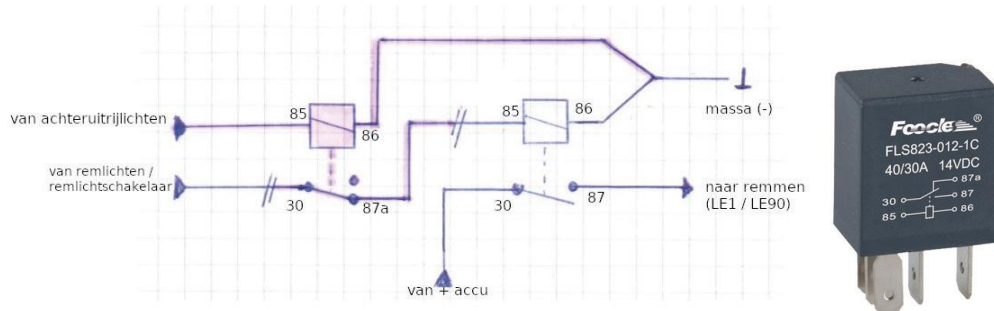 85
86
85
86
massa (-)
van achteruitrijlichten
van remlichten /
remlichtschakelaar
30
87a
30
87
naar remmen
(LE1 / LE90)
van + accu
Foocle®
FLS823-012-1C
40/30A 14VDC
87a
30
87
85
86